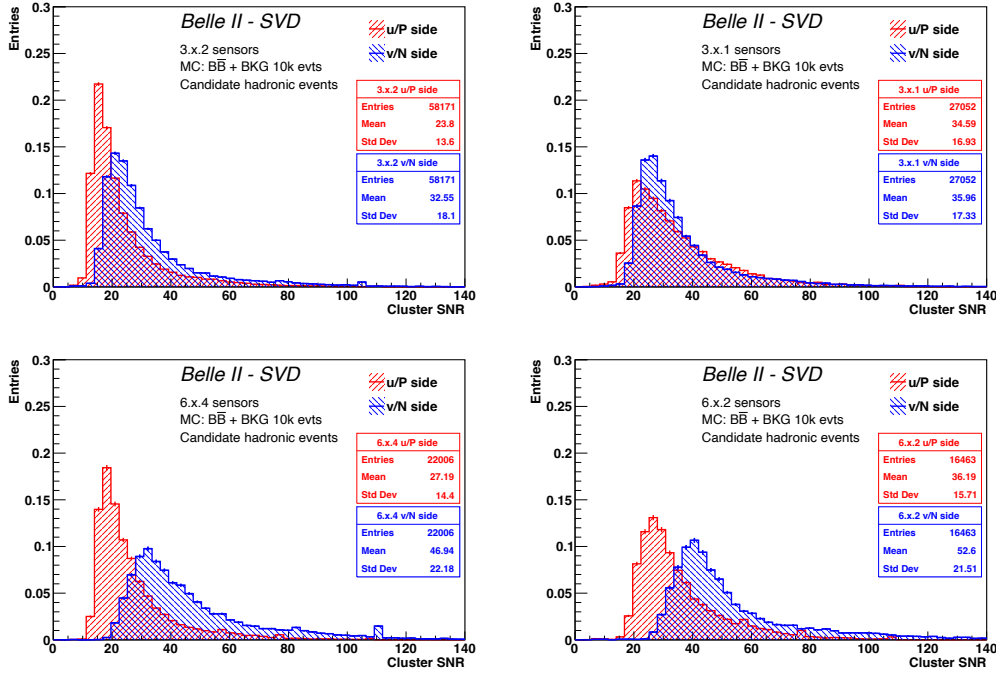 Entries
0.3
0.25
0.2
0.15
0.1
0.05
0
Belle II - SVD
3.x.2 sensors
MC: BB̅ + BKG 10k evts
Candidate hadronic events
u/P side
v/N side
3.x.2 u/P side
Entries 58171
Mean 23.8
Std Dev 13.6
3.x.2 v/N side
Entries 58171
Mean 32.55
Std Dev 18.1
0 20 40 60 80 100 120 140
Cluster SNR
Entries
0.3
0.25
0.2
0.15
0.1
0.05
0
Belle II - SVD
3.x.1 sensors
MC: BB̅ + BKG 10k evts
Candidate hadronic events
u/P side
v/N side
3.x.1 u/P side
Entries 27052
Mean 34.59
Std Dev 16.93
3.x.1 v/N side
Entries 27052
Mean 35.96
Std Dev 17.33
0 20 40 60 80 100 120 140
Cluster SNR
Entries
0.3
0.25
0.2
0.15
0.1
0.05
0
Belle II - SVD
6.x.4 sensors
MC: BB̅ + BKG 10k evts
Candidate hadronic events
u/P side
v/N side
6.x.4 u/P side
Entries 22006
Mean 27.19
Std Dev 14.4
6.x.4 v/N side
Entries 22006
Mean 46.94
Std Dev 22.18
0 20 40 60 80 100 120 140
Cluster SNR
Entries
0.3
0.25
0.2
0.15
0.1
0.05
0
Belle II - SVD
6.x.2 sensors
MC: BB̅ + BKG 10k evts
Candidate hadronic events
u/P side
v/N side
6.x.2 u/P side
Entries 16463
Mean 36.19
Std Dev 15.71
6.x.2 v/N side
Entries 16463
Mean 52.6
Std Dev 21.51
0 20 40 60 80 100 120 140
Cluster SNR